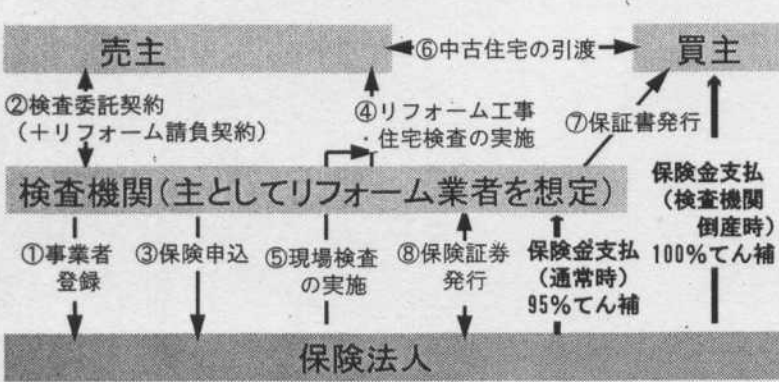 売主
⑥中古住宅の引渡
買主
②検査委託契約
(＋リフォーム請負契約)
④リフォーム工事
・住宅検査の実施
⑦保証書発行
検査機関(主としてリフォーム業者を想定)
①事業者
登録
③保険申込
⑤現場検査
の実施
⑧保険証券
発行
保険金支払
(通常時)
95%てん補
保険金支払
(検査機関
倒産時)
100%てん補
保険法人